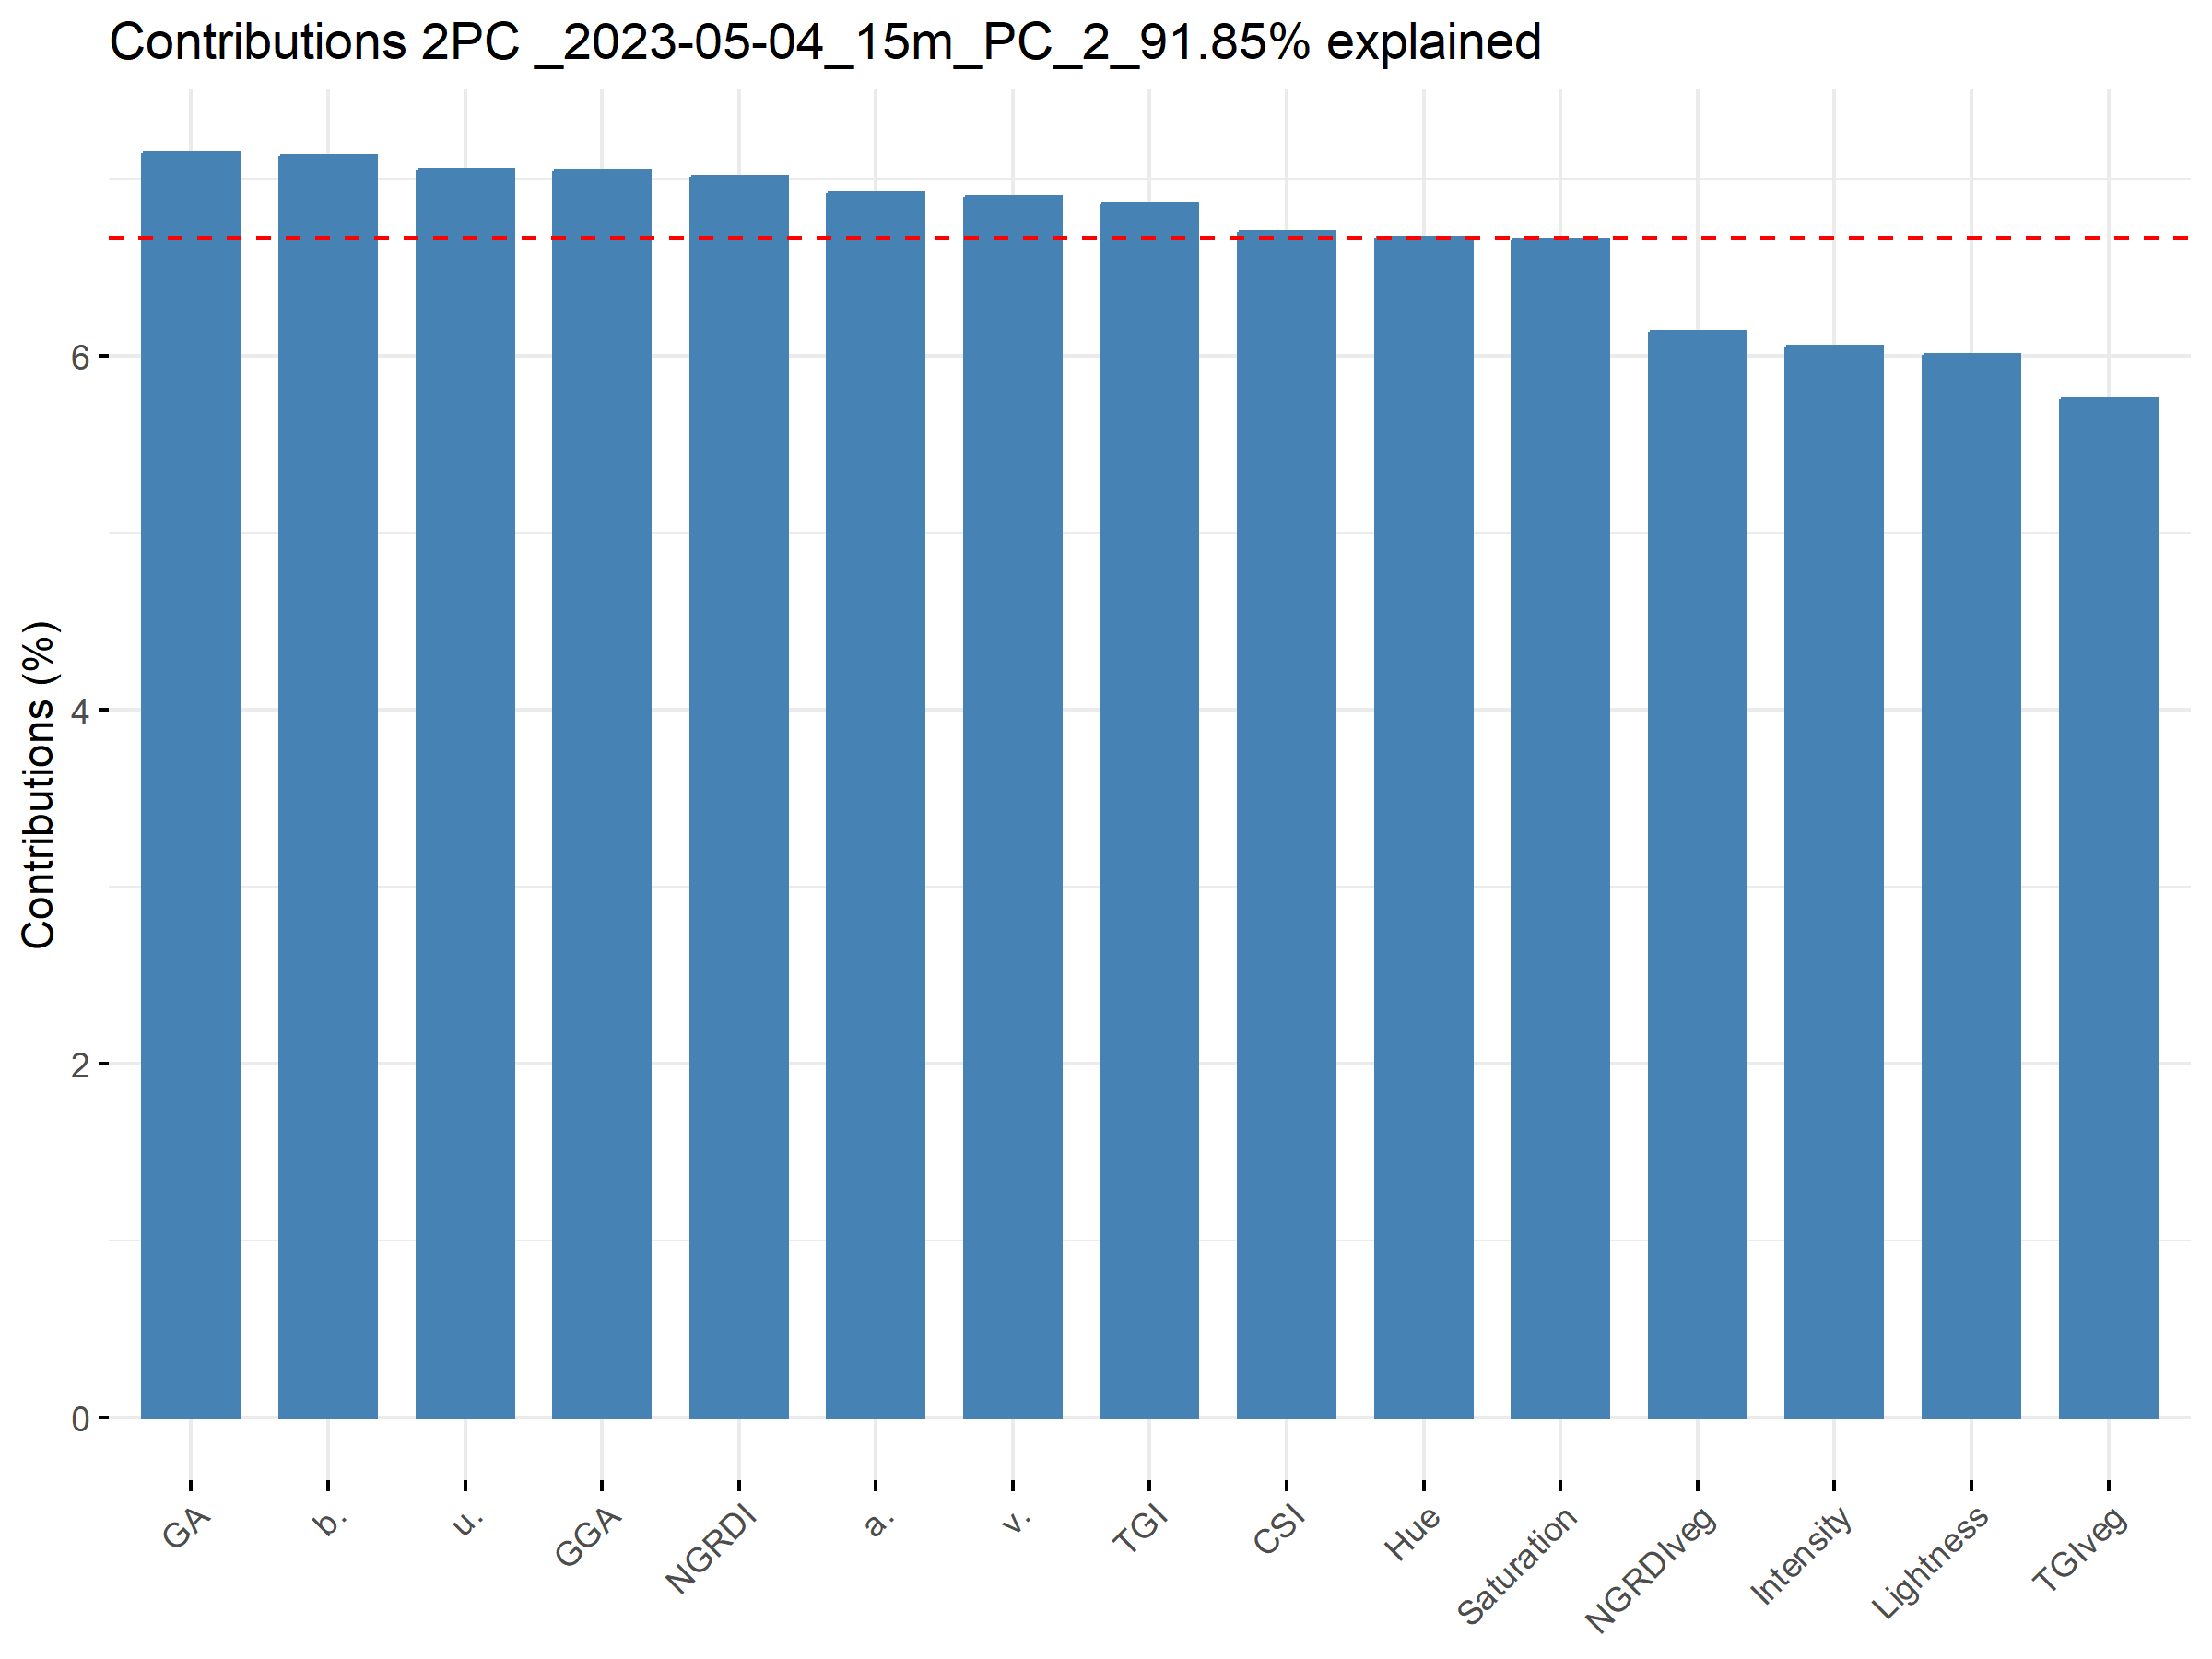 Contributions 2PC _2023-05-04_15m_PC_2_91.85% explained
Contributions (%)
6
4
2
0
GA
b.
u.
GGA
NGRDI
a.
v.
TGI
CSI
Hue
Saturation
NGRDIveg
Intensity
Lightness
TGIveg